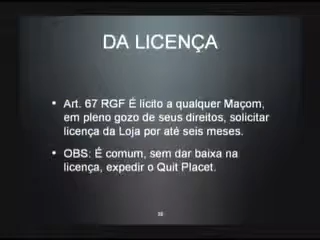 DA LICENÇA
• Art. 67 RGF É lícito a qualquer Maçom,
em pleno gozo de seus direitos, solicitar
licença da Loja por até seis meses.
• OBS: É comum, sem dar baixa na
licença, expedir o Quit Placet.